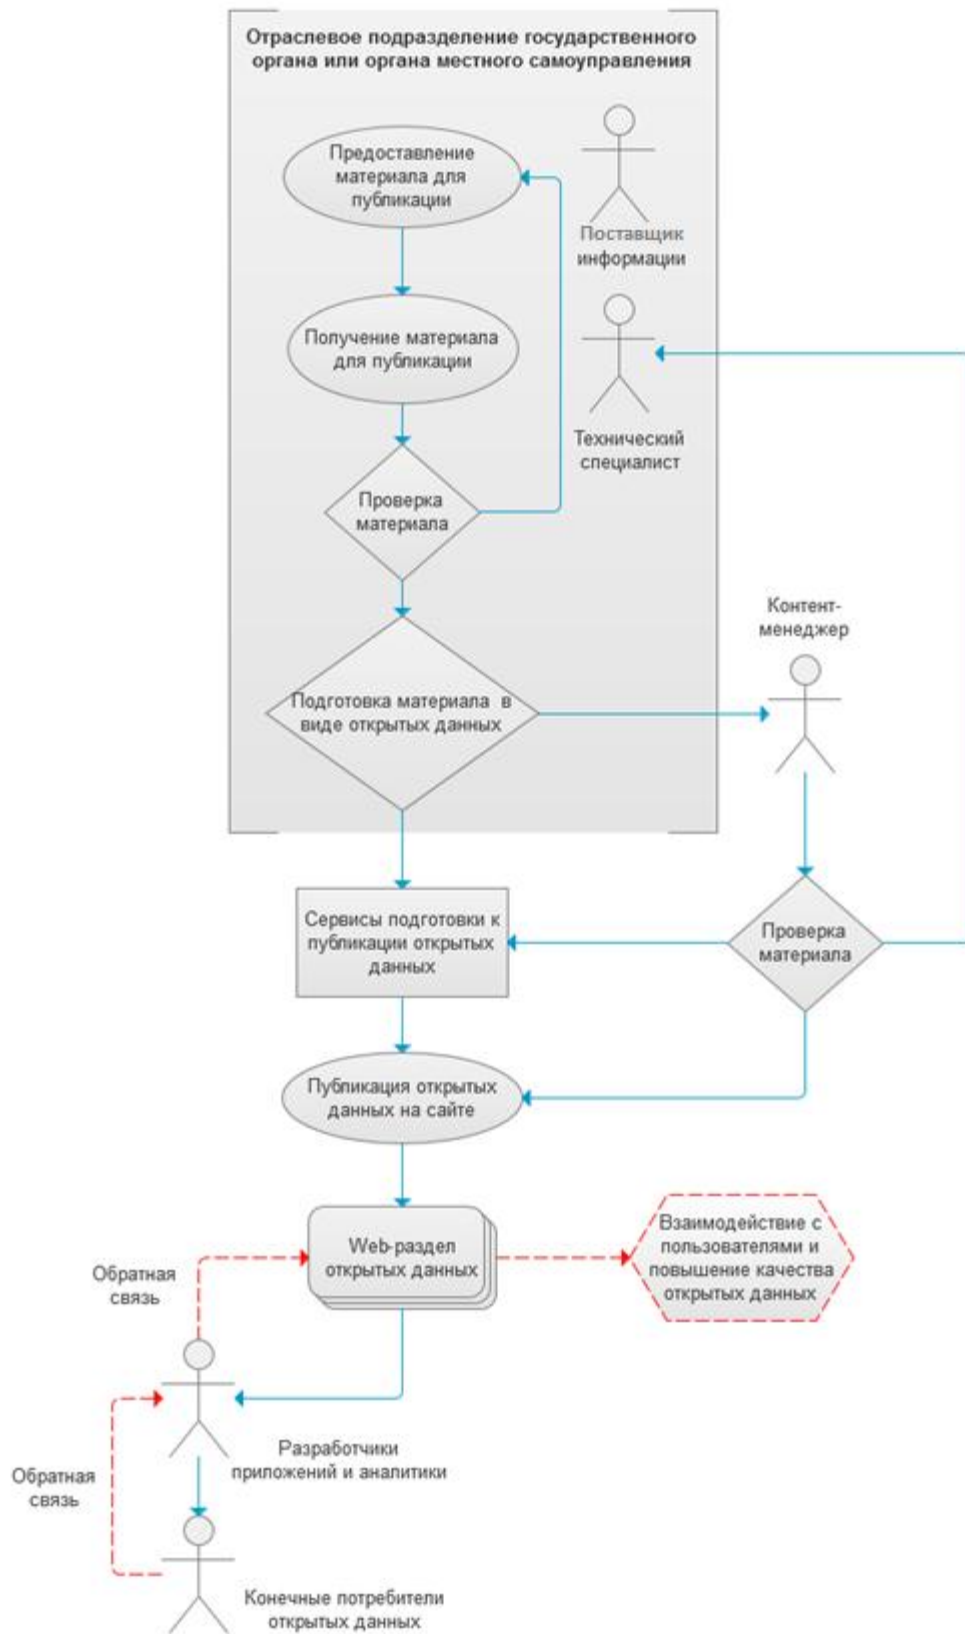 Отраслевое подразделение государственного
органа или органа местного самоуправления
Предоставление
материала для
публикации
Поставщик
информации
Получение материала
для публикации
Технический
специалист
Проверка
материала
Контент-
менеджер
Подготовка материала в
виде открытых данных
Сервисы подготовки к
публикации открытых
данных
Проверка
материала
Публикация открытых
данных на сайте
Web-раздел
открытых данных
Взаимодействие с
пользователями и
повышение качества
открытых данных
Обратная
связь
Разработчики
приложений и аналитики
Обратная
связь
Конечные потребители
открытых данных